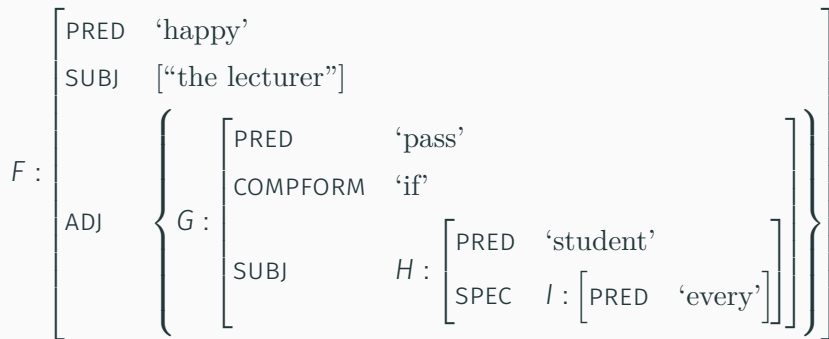 PRED ‘happy’
SUBJ [“the lecturer”]
F :
ADJ
G :
PRED ‘pass’
COMPFORM ‘if’
SUBJ H :
PRED ‘student’
SPEC I : [PRED ‘every’]